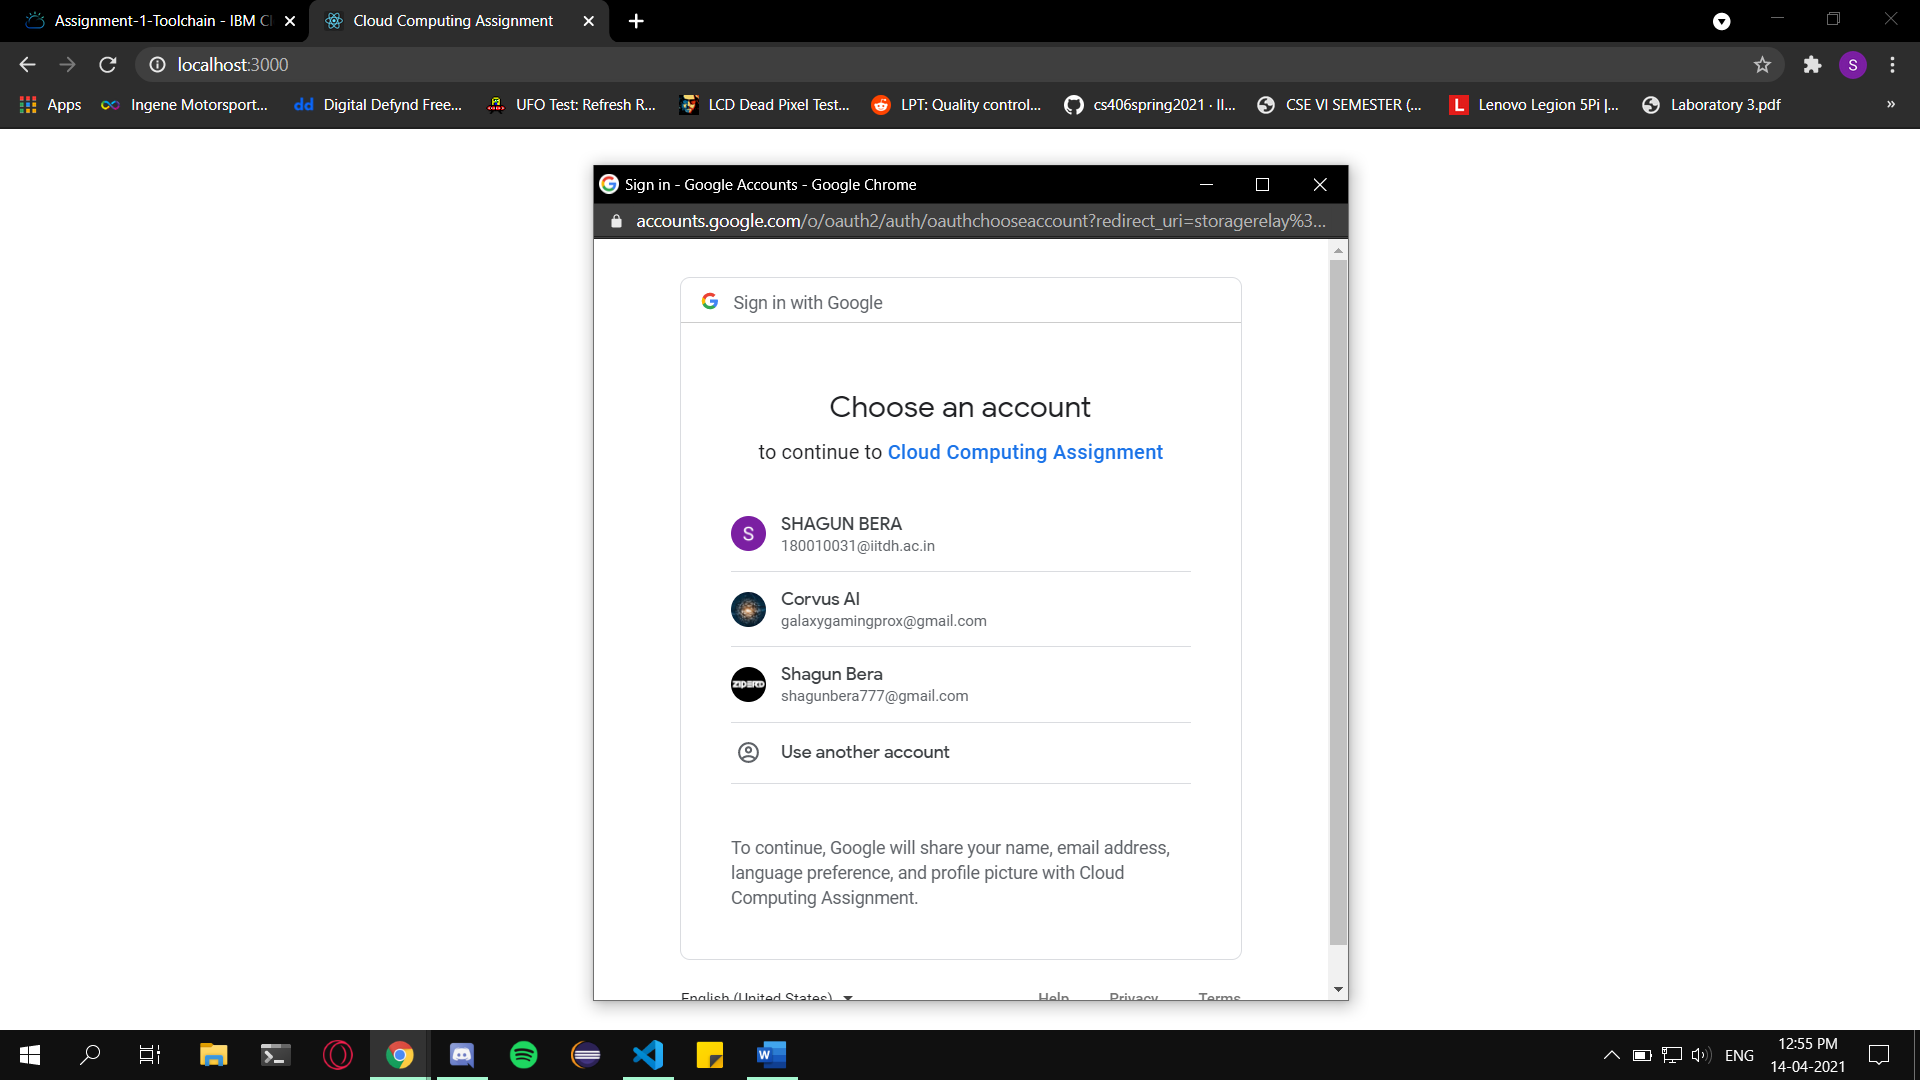 Assignment-1-Toolchain - IBM Cl
Cloud Computing Assignment
localhost:3000
S
Apps
Ingene Motorsport...
Digital Defynd Free...
UFO Test: Refresh R...
LCD Dead Pixel Test...
LPT: Quality control...
cs406spring2021 · II...
CSE VI SEMESTER (...
L
Lenovo Legion 5Pi |...
Laboratory 3.pdf
»
Sign in - Google Accounts - Google Chrome
accounts.google.com/o/oauth2/auth/oauthchooseaccount?redirect_uri=storagerelay%3...
Sign in with Google
Choose an account
to continue to Cloud Computing Assignment
S
SHAGUN BERA
180010031@iitdh.ac.in
Corvus AI
galaxygamingprox@gmail.com
Shagun Bera
shagunbera777@gmail.com
Use another account
To continue, Google will share your name, email address,
language preference, and profile picture with Cloud
Computing Assignment.
English (United States)
Help Privacy Terms
ENG
12:55 PM
14-04-2021